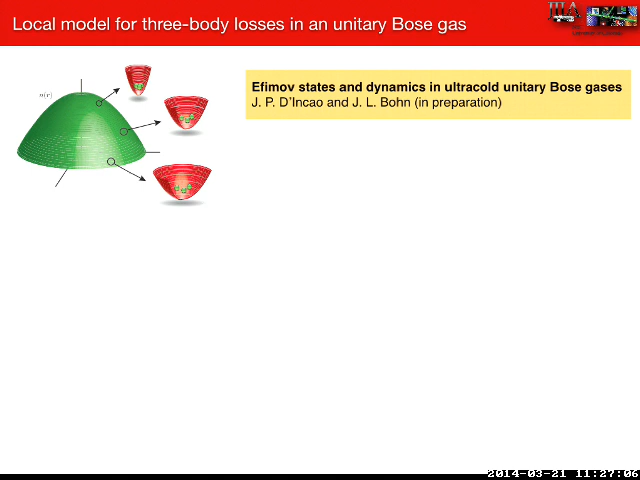 Local model for three-body losses in an unitary Bose gas
JILA
n(r)
Efimov states and dynamics in ultracold unitary Bose gases
J. P. D'Incao and J. L. Bohn (in preparation)
2014-03-21 11:27:06